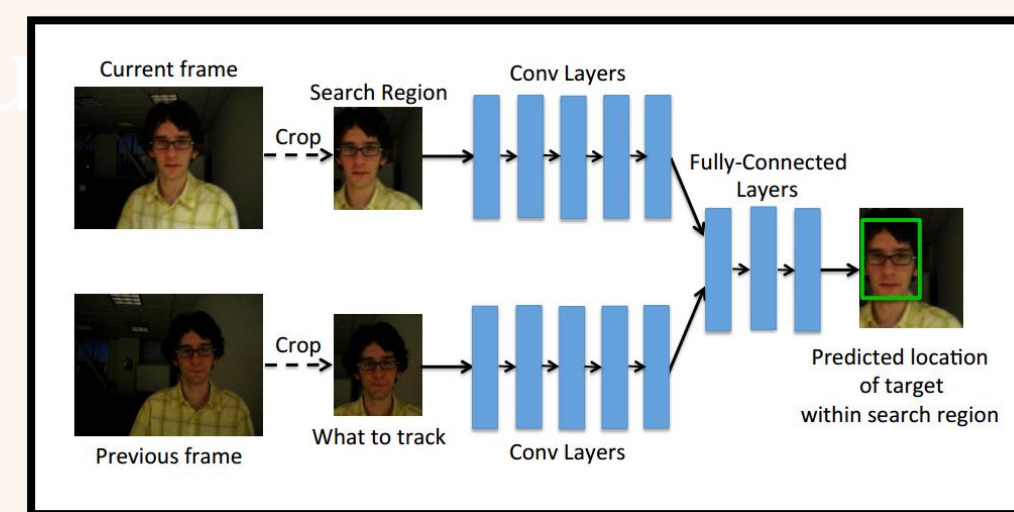 Current frame
Crop
Search Region
Conv Layers
Fully-Connected
Layers
Previous frame
Crop
What to track
Conv Layers
Predicted location
of target
within search region